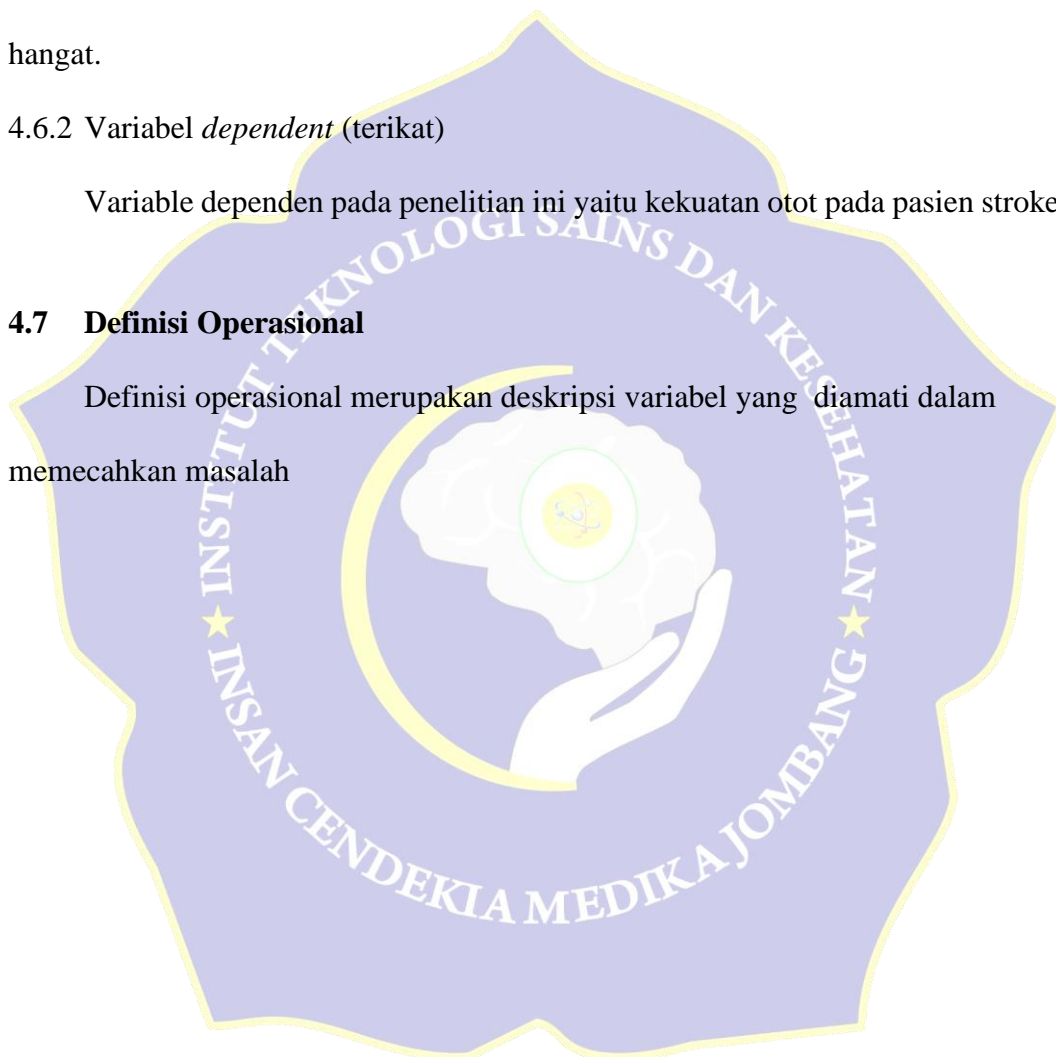 hangat.
4.6.2 Variabel dependent (terikat)
Variable dependen pada penelitian ini yaitu kekuatan otot pada pasien stroke
4.7 Definisi Operasional
Definisi operasional merupakan deskripsi variabel yang diamati dalam
memecahkan masalah
INSTITUT TEKNOLOGI SAINS DAN KESEHATAN
INSAN CENDEKIA MEDIKA JOMBANG